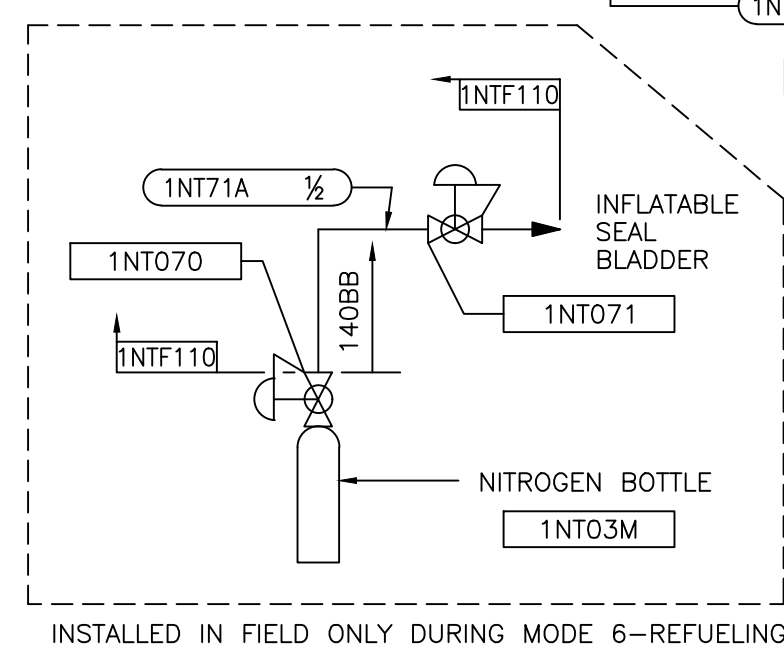 1N
1NTF110
1NT71A ½
INFLATABLE
SEAL
BLADDER
1NT070
140BB
1NT071
1NTF110
NITROGEN BOTTLE
1NT03M
INSTALLED IN FIELD ONLY DURING MODE 6-REFUELING